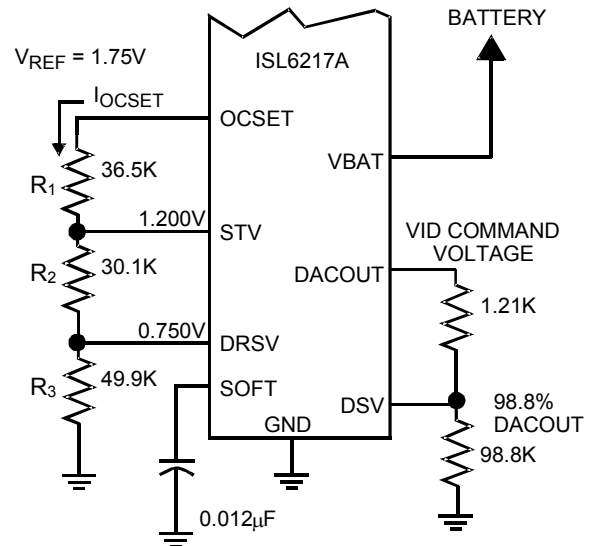 BATTERY
V_REF = 1.75V
ISL6217A
I_OCSET
OCSET
R1
36.5K
VBAT
1.200V
STV
VID COMMAND
VOLTAGE
R2
30.1K
DACOUT
1.21K
0.750V
DRSV
R3
49.9K
SOFT
DSV
98.8%
DACOUT
GND
98.8K
0.012µF